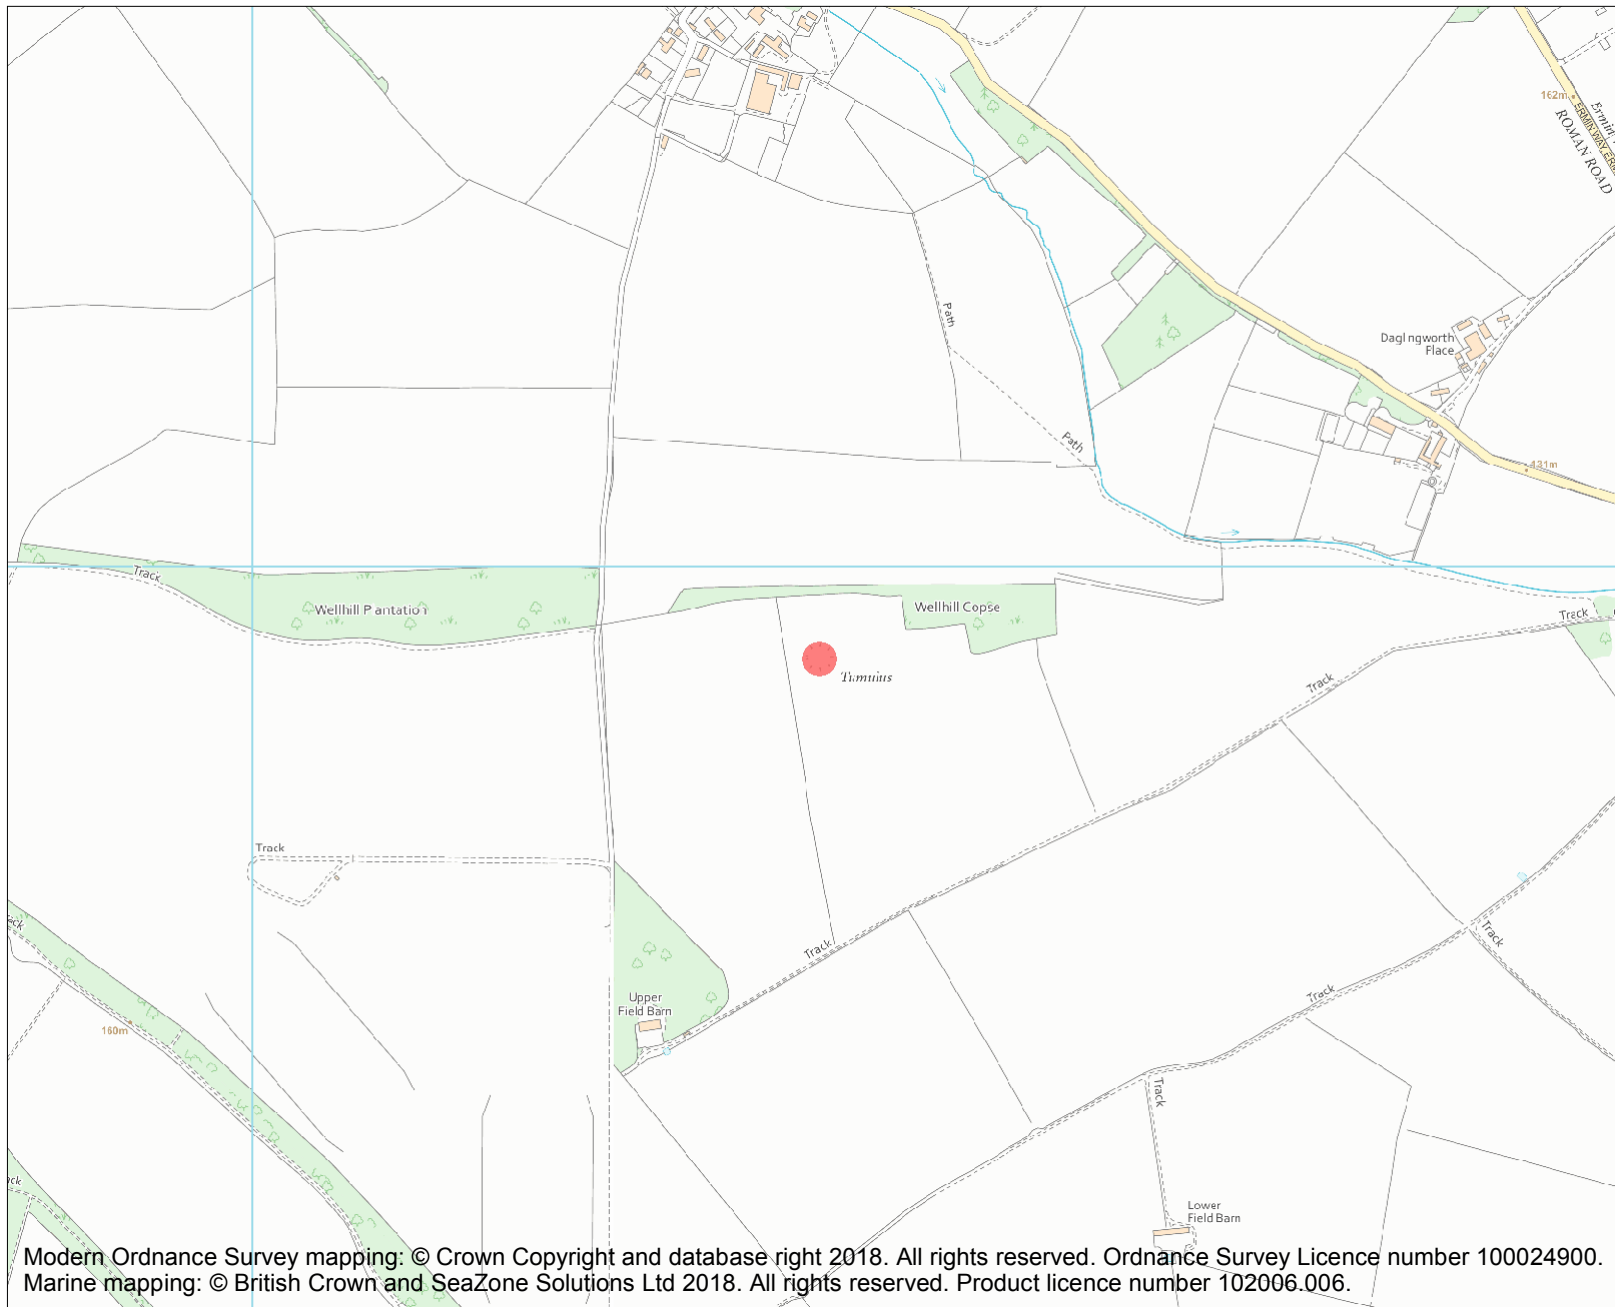 162m
ROMAN ROAD
Path
Daglingworth
Place
Path
131m
Track
Wellhill Plantation
Wellhill Copse
Track
Tumulus
Track
Track
Track
Track
Upper
Field Barn
Track
160m
Track
Lower
Field Barn
Modern Ordnance Survey mapping: © Crown Copyright and database right 2018. All rights reserved. Ordnance Survey Licence number 100024900.
Marine mapping: © British Crown and SeaZone Solutions Ltd 2018. All rights reserved. Product licence number 102006.006.